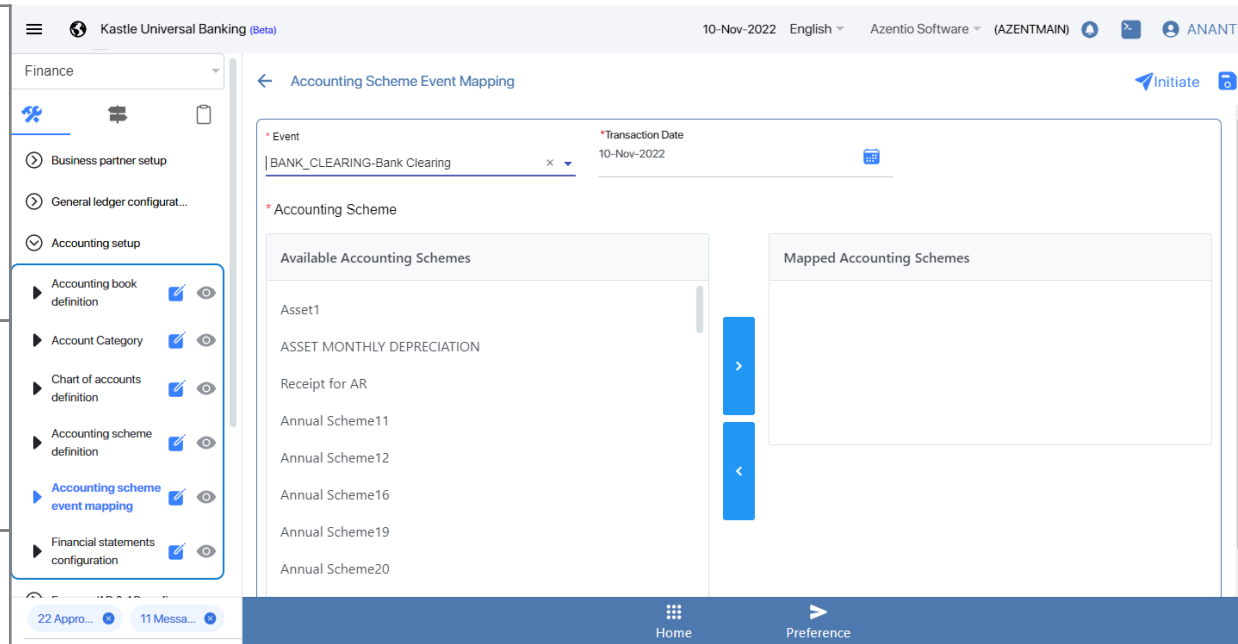 Kastle Universal Banking (Beta)
10-Nov-2022 English Azentio Software (AZENTMAIN) ANANT
Finance
Business partner setup
General ledger configurat...
Accounting setup
Accounting book
definition
Account Category
Chart of accounts
definition
Accounting scheme
definition
Accounting scheme
event mapping
Financial statements
configuration
22 Appro...
11 Messa...
Accounting Scheme Event Mapping
Initiate
* Event
BANK_CLEARING-Bank Clearing
*Transaction Date
10-Nov-2022
* Accounting Scheme
Available Accounting Schemes
Asset1
ASSET MONTHLY DEPRECIATION
Receipt for AR
Annual Scheme11
Annual Scheme12
Annual Scheme16
Annual Scheme19
Annual Scheme20
Mapped Accounting Schemes
Home
Preference